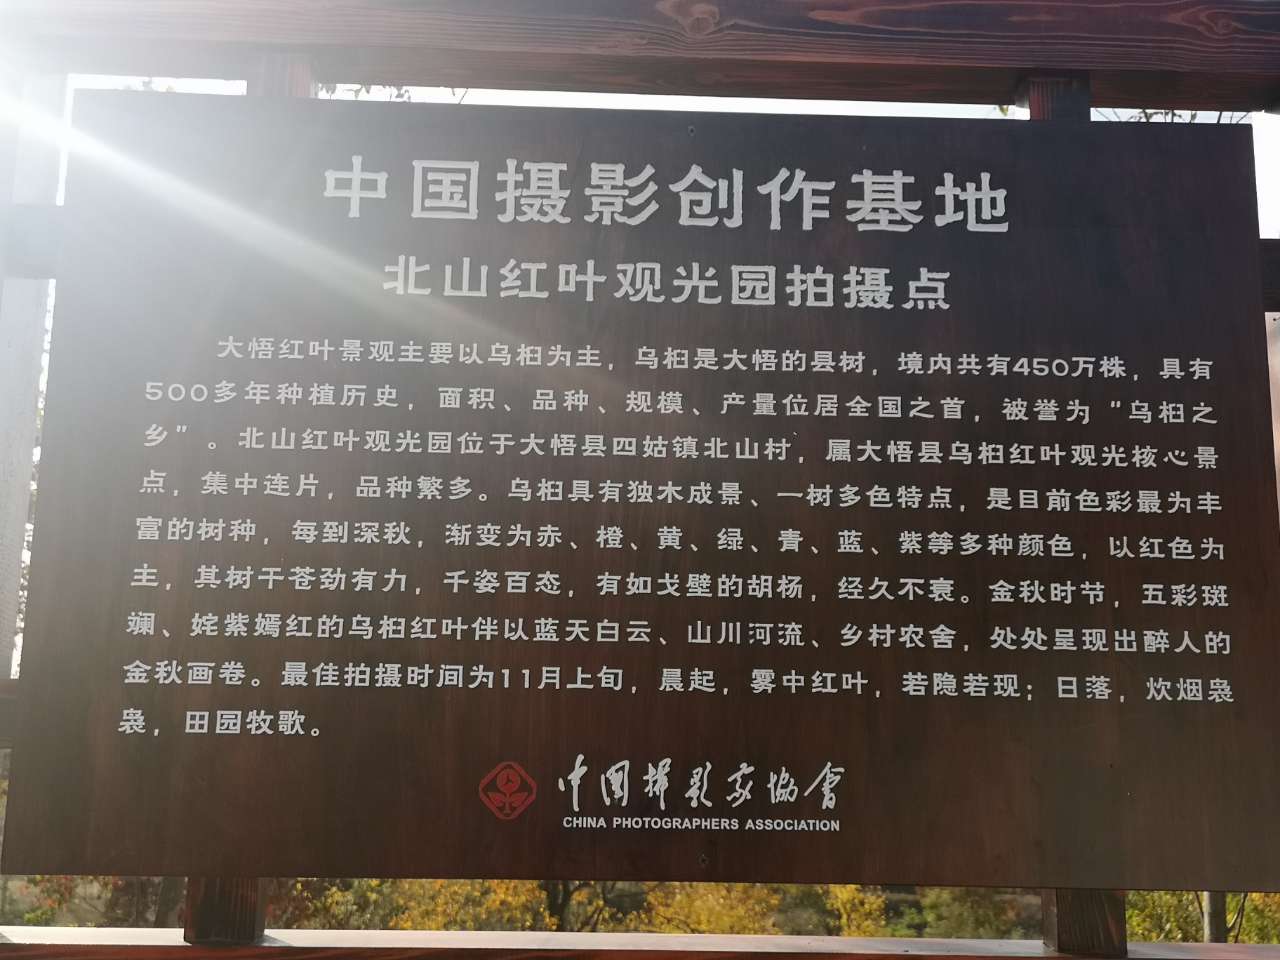 中国摄影创作基地
北山红叶观光园拍摄点
大悟红叶景观主要以乌桕为主，乌桕是大悟的县树，境内共有450万株，具有
500多年种植历史，面积、品种、规模、产量位居全国之首，被誉为“乌桕之
乡”。北山红叶观光园位于大悟县四姑镇北山村，属大悟县乌桕红叶观光核心景
点，集中连片，品种繁多。乌桕具有独木成景、一树多色特点，是目前色彩最为丰
富的树种，每到深秋，渐变为赤、橙、黄、绿、青、蓝、紫等多种颜色，以红色为
主，其树干苍劲有力，千姿百态，有如戈壁的胡杨，经久不衰。金秋时节，五彩斑
斓、姹紫嫣红的乌桕红叶伴以蓝天白云、山川河流、乡村农舍，处处呈现出醉人的
金秋画卷。最佳拍摄时间为11月上旬，晨起，雾中红叶，若隐若现；日落，炊烟袅
袅，田园牧歌。
中国攝影家協會
CHINA PHOTOGRAPHERS ASSOCIATION